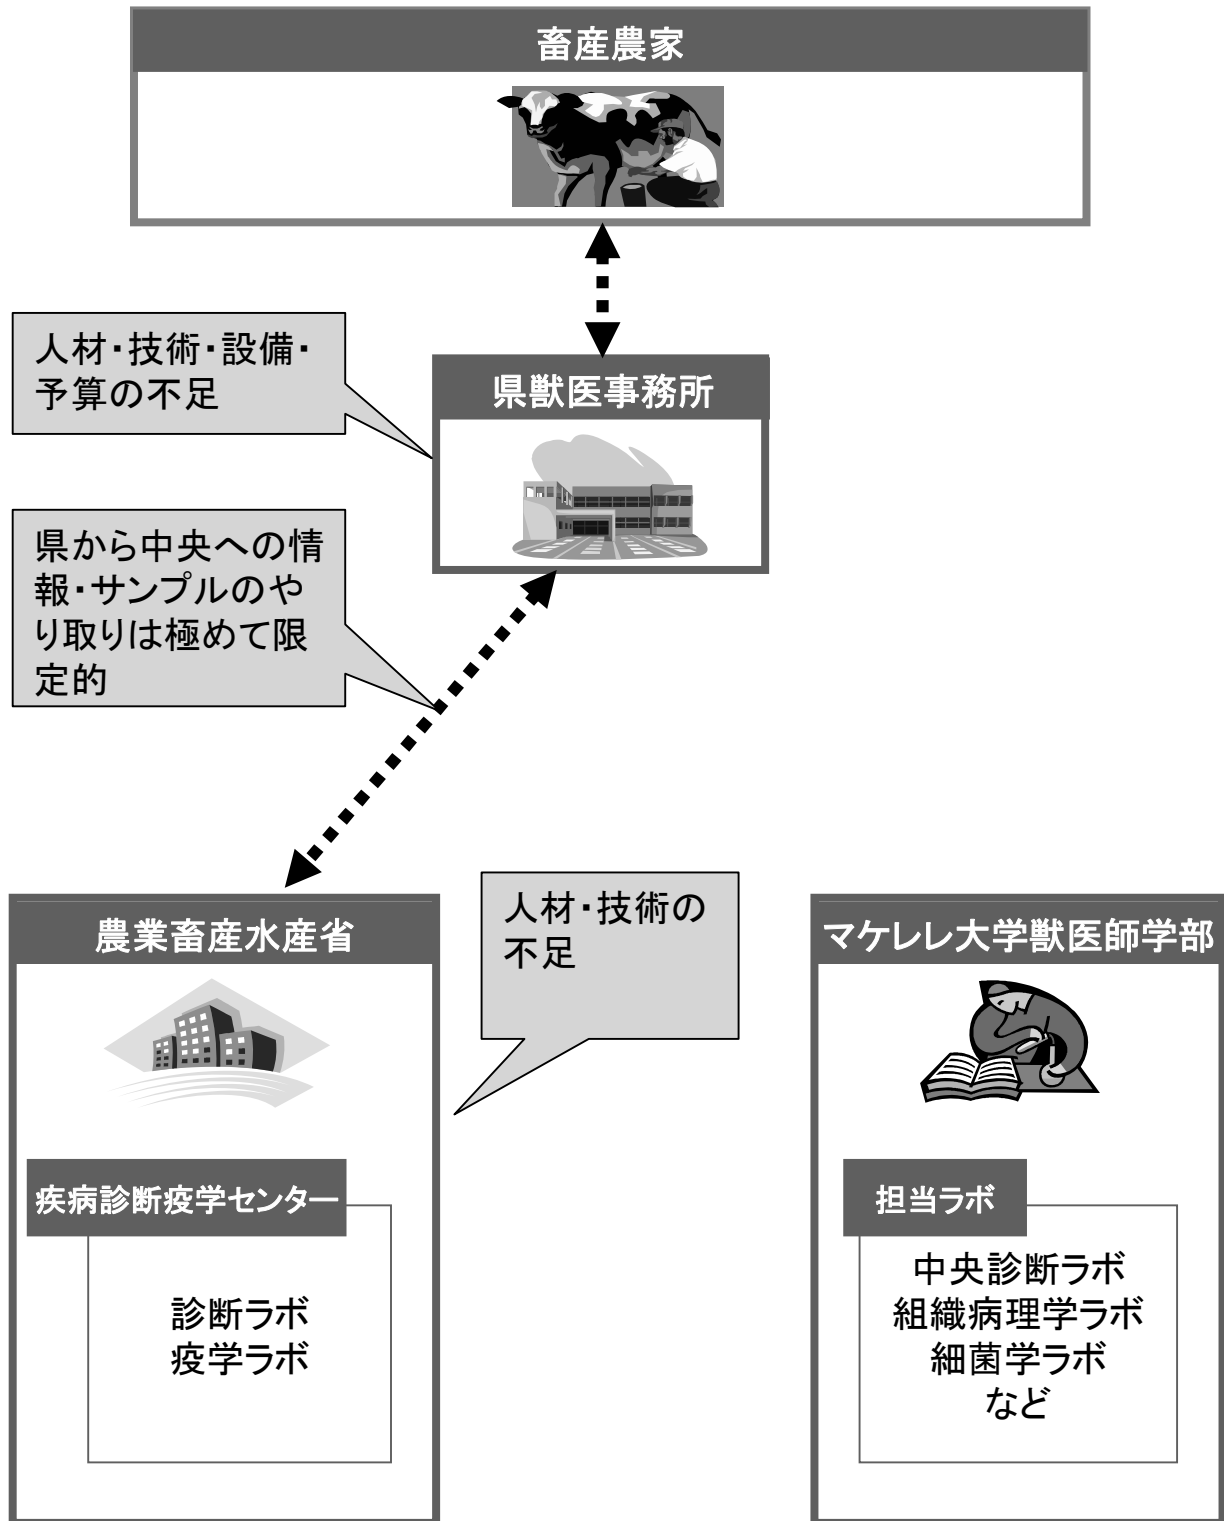 畜産農家
人材・技術・設備・
予算の不足
県獣医事務所
県から中央への情
報・サンプルのや
り取りは極めて限
定的
農業畜産水産省
人材・技術の
不足
マケレレ大学獣医師学部
疾病診断疫学センター
診断ラボ
疫学ラボ
担当ラボ
中央診断ラボ
組織病理学ラボ
細菌学ラボ
など